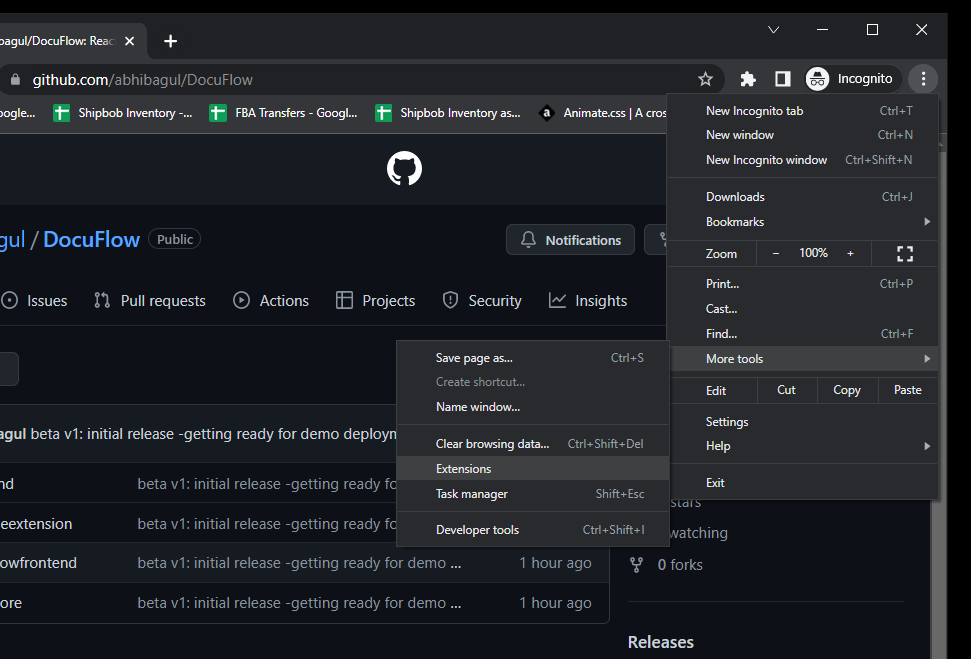 bagul/DocuFlow: Reac
github.com/abhibagul/DocuFlow
Incognito
oogle...
Shipbob Inventory -...
FBA Transfers - Googl...
Shipbob Inventory as...
a
Animate.css | A cros
gul / DocuFlow
Public
Notifications
Issues
Pull requests
Actions
Projects
Security
Insights
agul beta v1: initial release -getting ready for demo deploym
nd
beta v1: initial release -getting ready fo
eextension
beta v1: initial release -getting ready fo
owfrontend
beta v1: initial release -getting ready for demo ...
1 hour ago
ore
beta v1: initial release -getting ready for demo ...
1 hour ago
New Incognito tab Ctrl+T
New window Ctrl+N
New Incognito window Ctrl+Shift+N
Downloads Ctrl+J
Bookmarks
Zoom - 100% +
Print... Ctrl+P
Cast...
Find... Ctrl+F
More tools
Edit Cut Copy Paste
Settings
Help
Exit
Save page as... Ctrl+S
Create shortcut...
Name window...
Clear browsing data... Ctrl+Shift+Del
Extensions
Task manager Shift+Esc
Developer tools Ctrl+Shift+I
stars
watching
0 forks
Releases